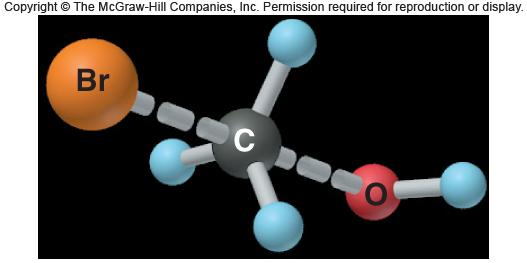 Copyright © The McGraw-Hill Companies, Inc. Permission required for reproduction or display.
Br
C
O